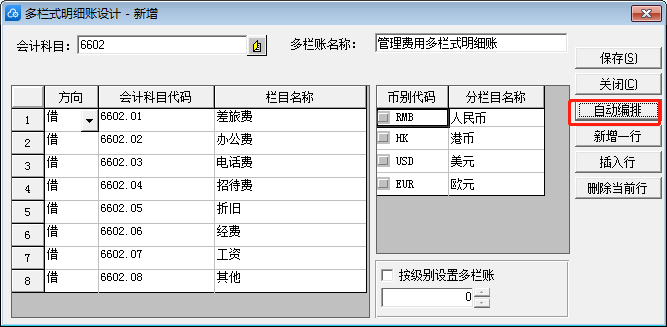 多栏式明细账设计 - 新增
会计科目: 6602 多栏账名称: 管理费用多栏式明细账
方向 会计科目代码 栏目名称
1 借 6602.01 差旅费
2 借 6602.02 办公费
3 借 6602.03 电话费
4 借 6602.04 招待费
5 借 6602.05 折旧
6 借 6602.06 经费
7 借 6602.07 工资
8 借 6602.08 其他
币别代码 分栏目名称
RMB 人民币
HK 港币
USD 美元
EUR 欧元
按级别设置多栏账
0
保存(S)
关闭(C)
自动编排
新增一行
插入行
删除当前行